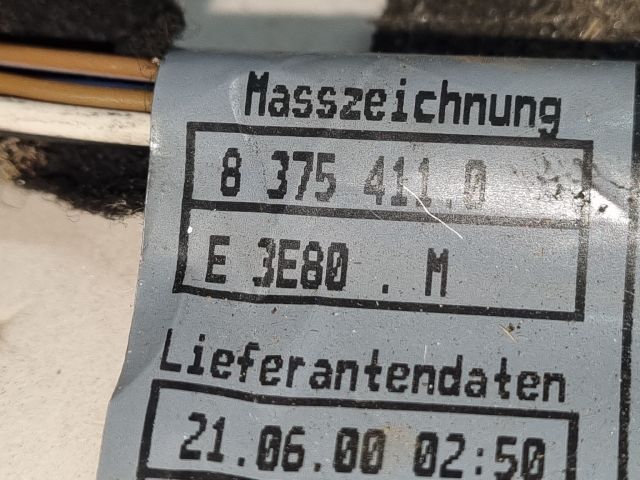 Masszeichnung
8 375 411.0
E 3E80 . M
Lieferantendaten
21.06.00 02:50